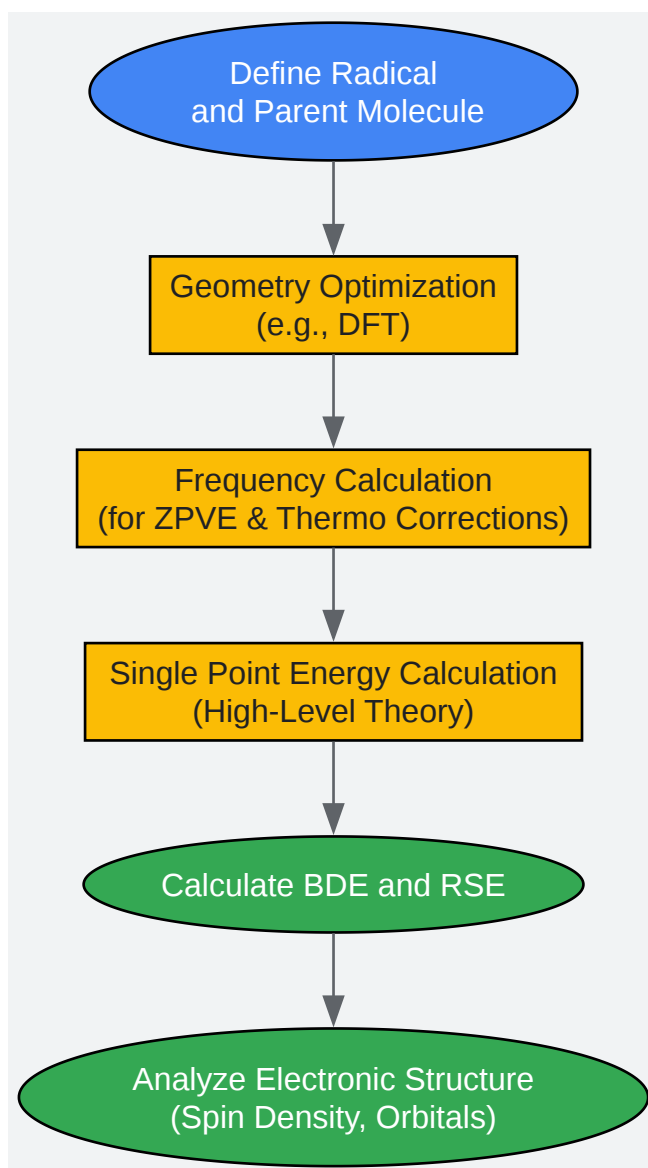 Define Radical
and Parent Molecule
Geometry Optimization
(e.g., DFT)
Frequency Calculation
(for ZPVE & Thermo Corrections)
Single Point Energy Calculation
(High-Level Theory)
Calculate BDE and RSE
Analyze Electronic Structure
(Spin Density, Orbitals)